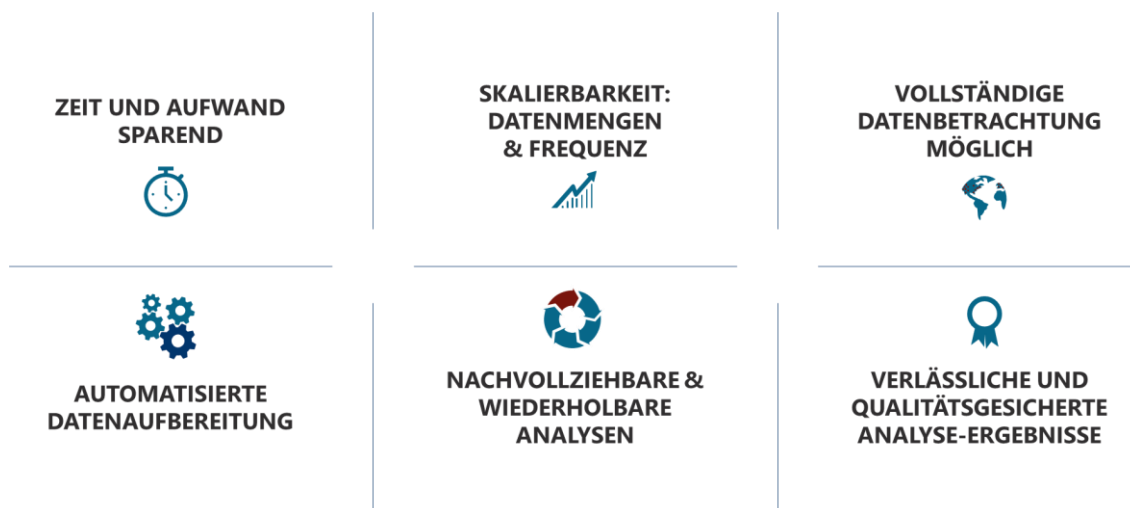 ZEIT UND AUFWAND
SPAREND
SKALIERBARKEIT:
DATENMENGEN
& FREQUENZ
VOLLSTÄNDIGE
DATENBETRACHTUNG
MÖGLICH
AUTOMATISIERTE
DATENAUFBEREITUNG
NACHVOLLZIEHBARE &
WIEDERHOLBARE
ANALYSEN
VERLÄSSLICHE UND
QUALITÄTSGESICHERTE
ANALYSE-ERGEBNISSE